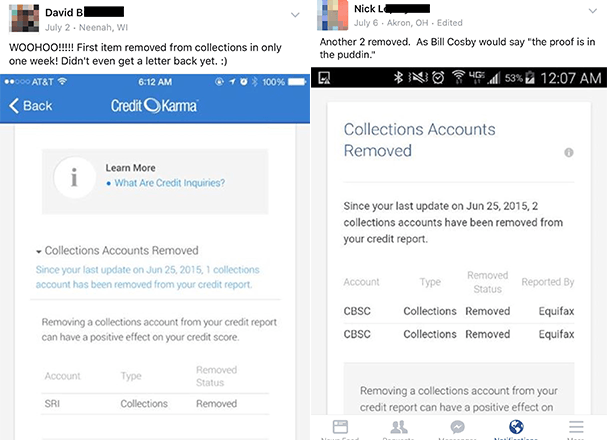 David B
July 2 · Neenah, WI
WOOHOO!!!!! First item removed from collections in only
one week! Didn't even get a letter back yet. :)
AT&T 6:12 AM 100%
Back Credit Karma
Learn More
• What Are Credit Inquiries?
Collections Accounts Removed
Since your last update on Jun 25, 2015, 1 collections
account has been removed from your credit report.
Removing a collections account from your credit report
can have a positive effect on your credit score.
Account Type Removed
Status
SRI Collections Removed
Nick L
July 6 · Akron, OH · Edited
Another 2 removed. As Bill Cosby would say "the proof is in
the puddin."
4G 53% 12:07 AM
Collections Accounts
Removed
Since your last update on Jun 25, 2015, 2
collections accounts have been removed from
your credit report.
Account Type Removed
Status Reported By
CBSC Collections Removed Equifax
CBSC Collections Removed Equifax
Removing a collections account from your
credit report can have a positive effect on
News Feed Requests Messenger Notifications More